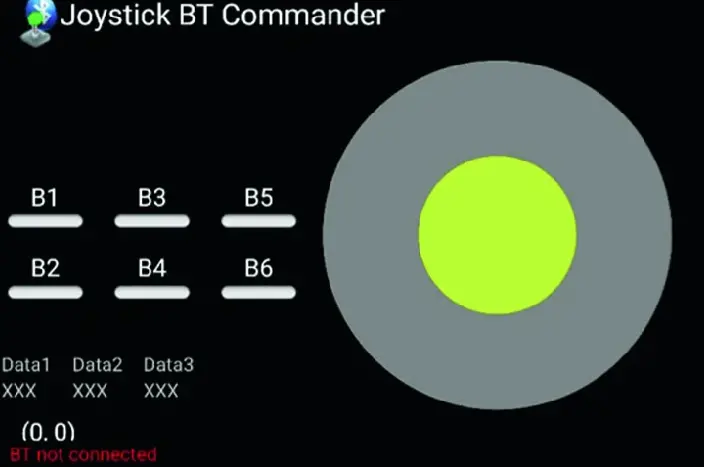 Joystick BT Commander
B1 B3 B5
B2 B4 B6
Data1 Data2 Data3
XXX XXX XXX
(0, 0)
BT not connected